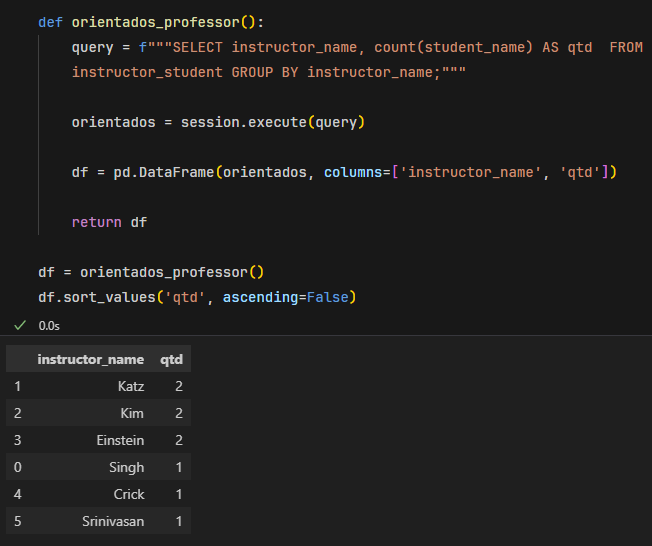 def orientados_professor():
    query = f"""SELECT instructor_name, count(student_name) AS qtd  FROM
    instructor_student GROUP BY instructor_name;"""

    orientados = session.execute(query)

    df = pd.DataFrame(orientados, columns=['instructor_name', 'qtd'])

    return df

df = orientados_professor()
df.sort_values('qtd', ascending=False)
✓ 0.0s
instructor_name qtd
1 Katz 2
2 Kim 2
3 Einstein 2
0 Singh 1
4 Crick 1
5 Srinivasan 1